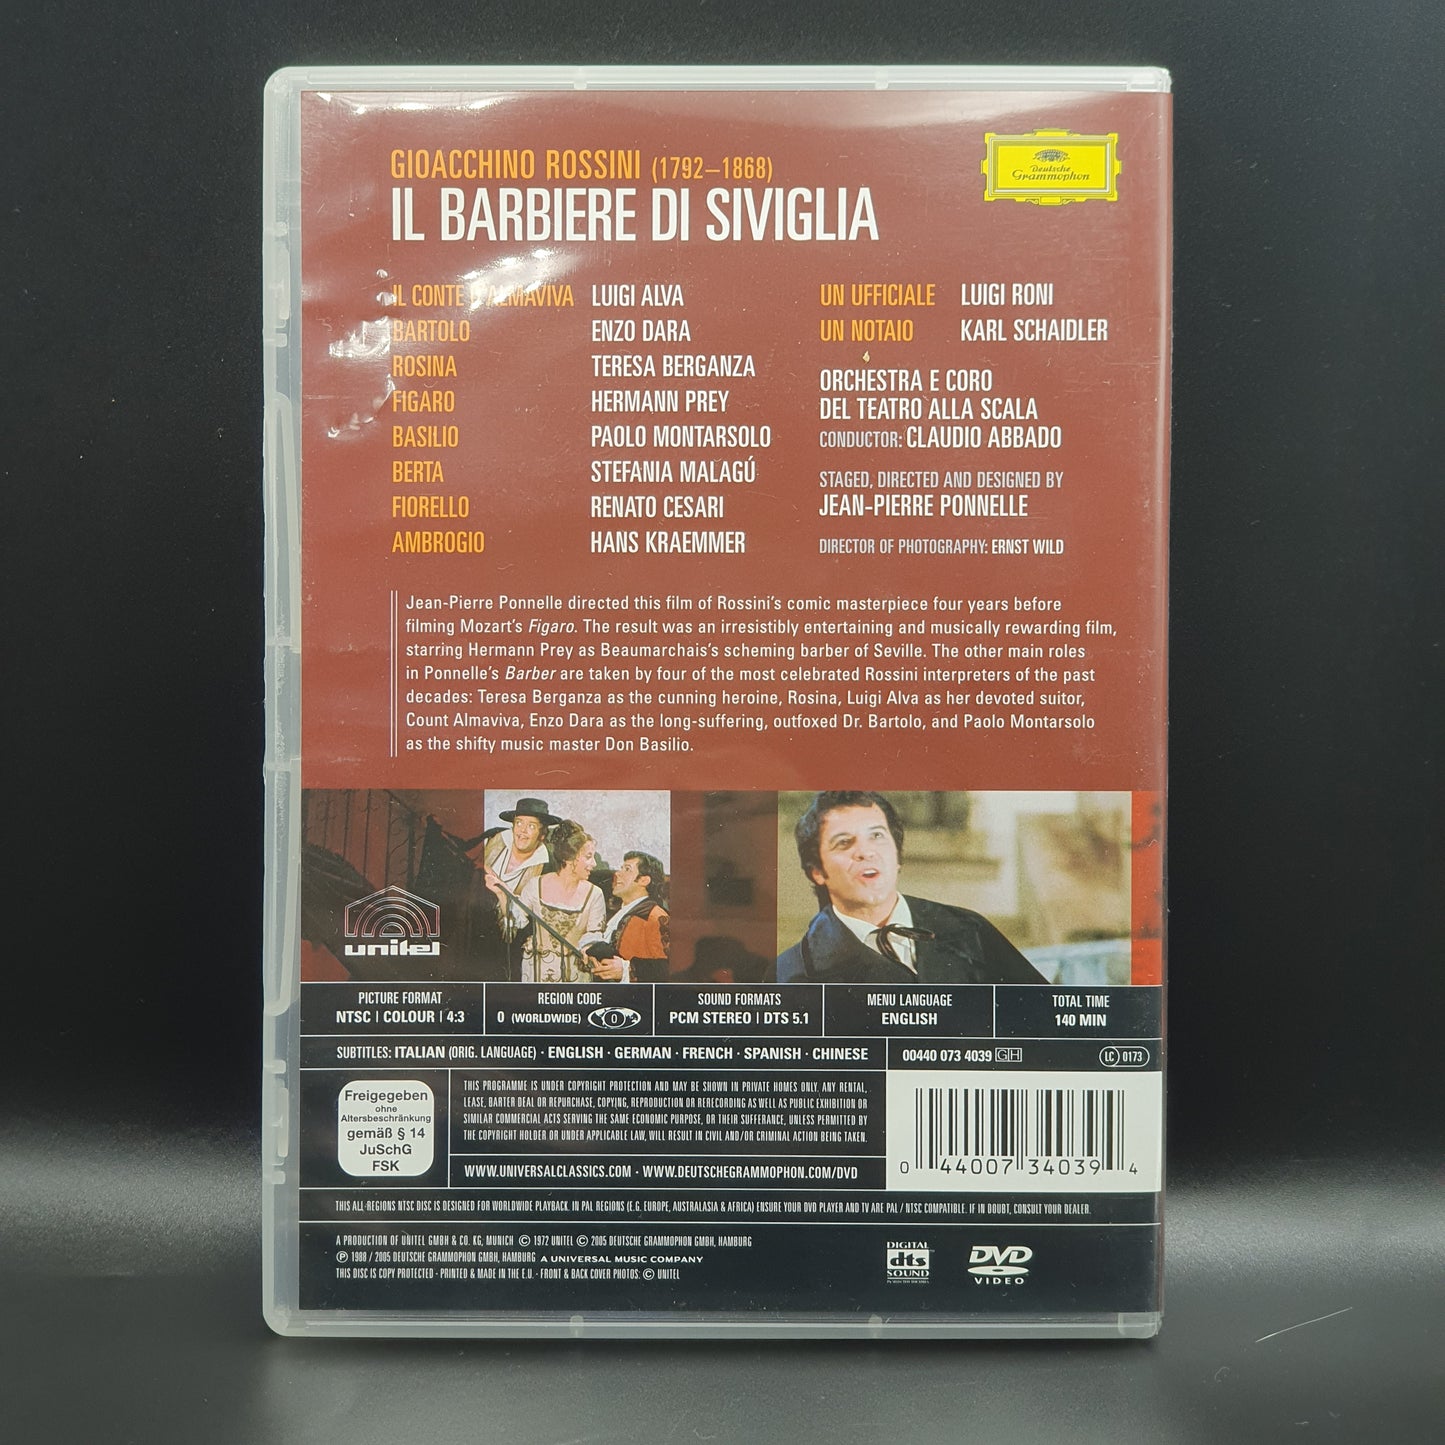 GIOACCHINO ROSSINI (1792–1868)
IL BARBIERE DI SIVIGLIA
Deutsche
Grammophon
IL CONTE D'ALMAVIVA LUIGI ALVA
BARTOLO ENZO DARA
ROSINA TERESA BERGANZA
FIGARO HERMANN PREY
BASILIO PAOLO MONTARSOLO
BERTA STEFANIA MALAGÚ
FIORELLO RENATO CESARI
AMBROGIO HANS KRAEMMER
UN UFFICIALE LUIGI RONI
UN NOTAIO KARL SCHAIDLER
ORCHESTRA E CORO
DEL TEATRO ALLA SCALA
CONDUCTOR: CLAUDIO ABBADO
STAGED, DIRECTED AND DESIGNED BY
JEAN-PIERRE PONNELLE
DIRECTOR OF PHOTOGRAPHY: ERNST WILD
Jean-Pierre Ponnelle directed this film of Rossini's comic masterpiece four years before
filming Mozart's Figaro. The result was an irresistibly entertaining and musically rewarding film,
starring Hermann Prey as Beaumarchais's scheming barber of Seville. The other main roles
in Ponnelle's Barber are taken by four of the most celebrated Rossini interpreters of the past
decades: Teresa Berganza as the cunning heroine, Rosina, Luigi Alva as her devoted suitor,
Count Almaviva, Enzo Dara as the long-suffering, outfoxed Dr. Bartolo, and Paolo Montarsolo
as the shifty music master Don Basilio.
unitel
PICTURE FORMAT
NTSC | COLOUR | 4:3
REGION CODE
0 (WORLDWIDE) 0
SOUND FORMATS
PCM STEREO | DTS 5.1
MENU LANGUAGE
ENGLISH
TOTAL TIME
140 MIN
SUBTITLES: ITALIAN (ORIG. LANGUAGE) · ENGLISH · GERMAN · FRENCH · SPANISH · CHINESE
00440 073 4039 GH
LC 0173
Freigegeben
ohne
Altersbeschränkung
gemäß § 14
JuSchG
FSK
THIS PROGRAMME IS UNDER COPYRIGHT PROTECTION AND MAY BE SHOWN IN PRIVATE HOMES ONLY. ANY RENTAL,
LEASE, BARTER DEAL OR REPURCHASE, COPYING, REPRODUCTION OR RERECORDING AS WELL AS PUBLIC EXHIBITION OR
SIMILAR COMMERCIAL ACTS SERVING THE SAME ECONOMIC PURPOSE, OR THEIR SUFFERANCE, UNLESS PERMITTED BY
THE COPYRIGHT HOLDER OR UNDER APPLICABLE LAW, WILL RESULT IN CIVIL AND/OR CRIMINAL ACTION BEING TAKEN.
WWW.UNIVERSALCLASSICS.COM · WWW.DEUTSCHEGRAMMOPHON.COM/DVD
0 44007 34039 4
THIS ALL-REGIONS NTSC DISC IS DESIGNED FOR WORLDWIDE PLAYBACK. IN PAL REGIONS (E.G. EUROPE, AUSTRALASIA & AFRICA) ENSURE YOUR DVD PLAYER AND TV ARE PAL / NTSC COMPATIBLE. IF IN DOUBT, CONSULT YOUR DEALER.
A PRODUCTION OF UNITEL GMBH & CO. KG, MUNICH © 1972 UNITEL © 2005 DEUTSCHE GRAMMOPHON GMBH, HAMBURG
℗ 1988 / 2005 DEUTSCHE GRAMMOPHON GMBH, HAMBURG A UNIVERSAL MUSIC COMPANY
THIS DISC IS COPY PROTECTED · PRINTED & MADE IN THE E.U. · FRONT & BACK COVER PHOTOS: © UNITEL
DIGITAL
dts
SOUND
DVD
VIDEO